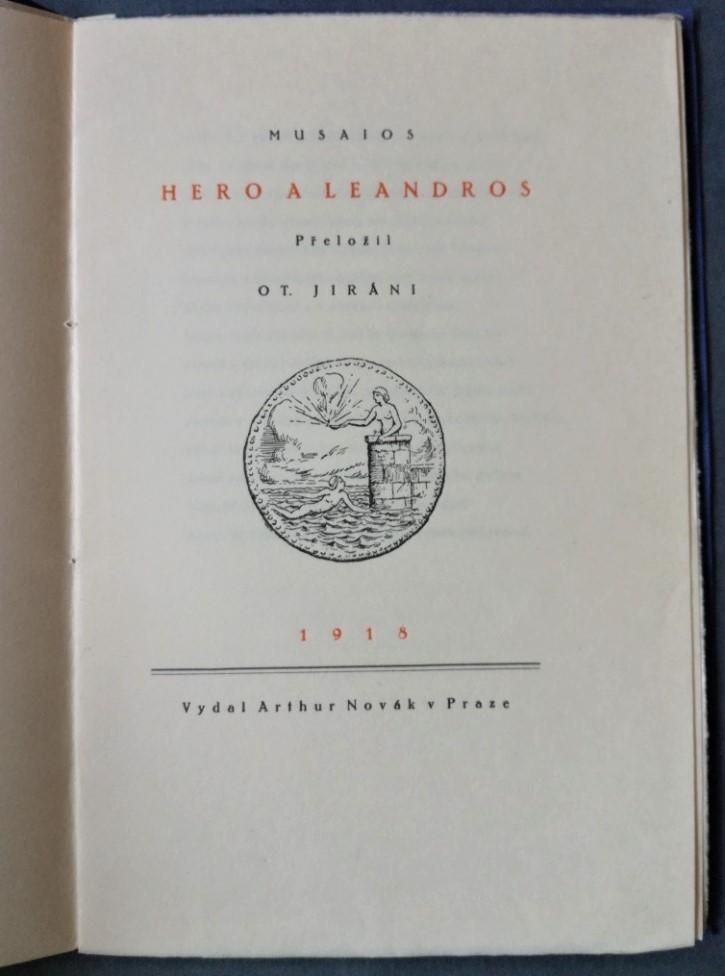 MUSAIOS
HERO A LEANDROS
Přeložil
OT. JIRÁNI
1918
Vydal Arthur Novák v Praze